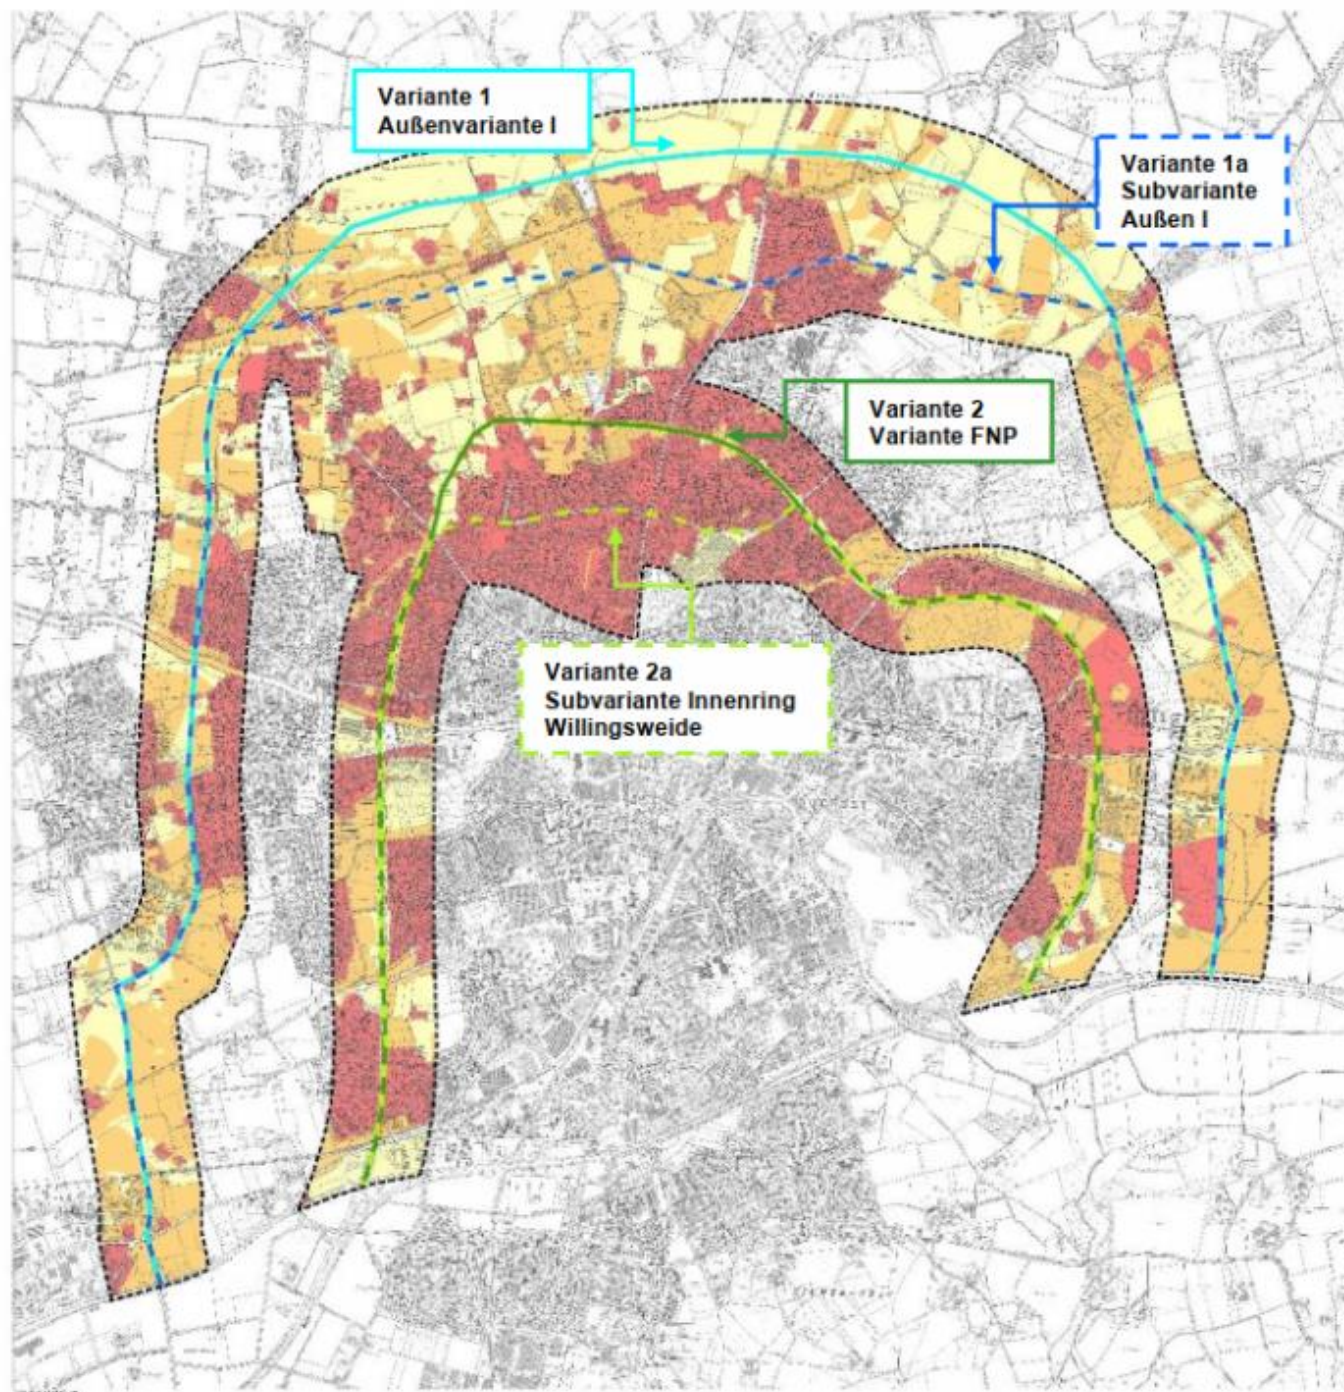 Variante 1
Außenvariante I
Variante 1a
Subvariante
Außen I
Variante 2
Variante FNP
Variante 2a
Subvariante Innenring
Willingsweide